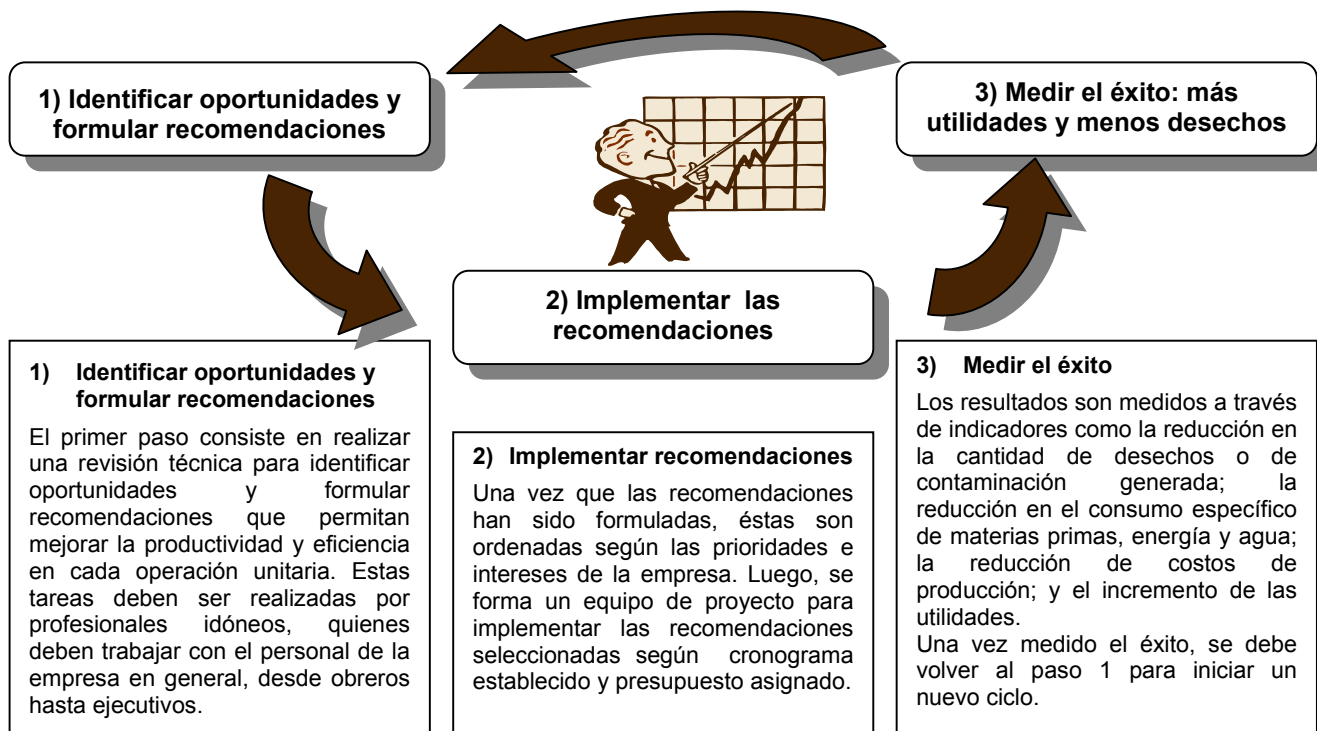 1) Identificar oportunidades y
formular recomendaciones
3) Medir el éxito: más
utilidades y menos desechos
2) Implementar las
recomendaciones
1) Identificar oportunidades y
formular recomendaciones
El primer paso consiste en realizar
una revisión técnica para identificar
oportunidades y formular
recomendaciones que permitan
mejorar la productividad y eficiencia
en cada operación unitaria. Estas
tareas deben ser realizadas por
profesionales idóneos, quienes
deben trabajar con el personal de la
empresa en general, desde obreros
hasta ejecutivos.
2) Implementar recomendaciones
Una vez que las recomendaciones
han sido formuladas, éstas son
ordenadas según las prioridades e
intereses de la empresa. Luego, se
forma un equipo de proyecto para
implementar las recomendaciones
seleccionadas según cronograma
establecido y presupuesto asignado.
3) Medir el éxito
Los resultados son medidos a través
de indicadores como la reducción en
la cantidad de desechos o de
contaminación generada; la
reducción en el consumo específico
de materias primas, energía y agua;
la reducción de costos de
producción; y el incremento de las
utilidades.
Una vez medido el éxito, se debe
volver al paso 1 para iniciar un
nuevo ciclo.